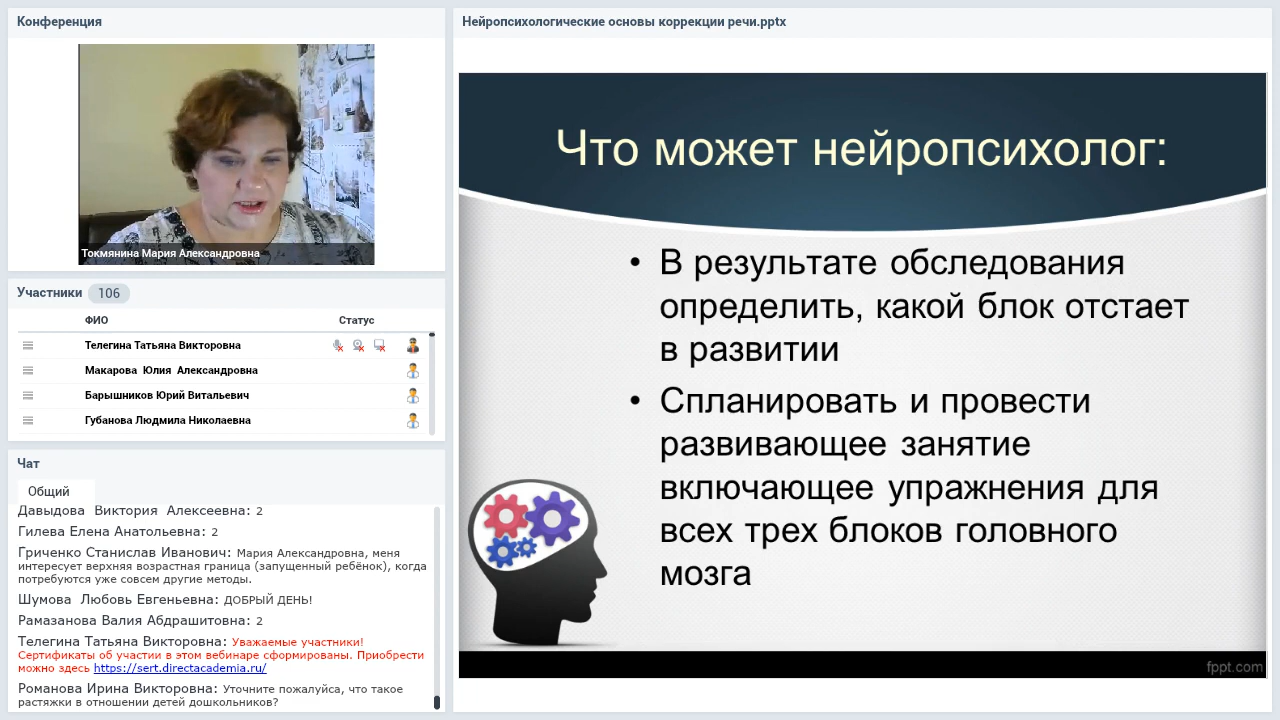 Конференция
Токмянина Мария Александровна
Участники 106
ФИО Статус
Телегина Татьяна Викторовна
Макарова Юлия Александровна
Барышников Юрий Витальевич
Губанова Людмила Николаевна
Чат
Общий
Давыдова Виктория Алексеевна: 2
Гилева Елена Анатольевна: 2
Гриченко Станислав Иванович: Мария Александровна, меня
интересует верхняя возрастная граница (запущенный ребёнок), когда
потребуются уже совсем другие методы.
Шумова Любовь Евгеньевна: ДОБРЫЙ ДЕНЬ!
Рамазанова Валия Абдрашитовна: 2
Телегина Татьяна Викторовна: Уважаемые участники!
Сертификаты об участии в этом вебинаре сформированы. Приобрести
можно здесь https://sert.directacademia.ru/
Романова Ирина Викторовна: Уточните пожалуйса, что такое
растяжки в отношении детей дошкольников?
Нейропсихологические основы коррекции речи.pptx
Что может нейропсихолог:
• В результате обследования
определить, какой блок отстает
в развитии
• Спланировать и провести
развивающее занятие
включающее упражнения для
всех трех блоков головного
мозга
fppt.com